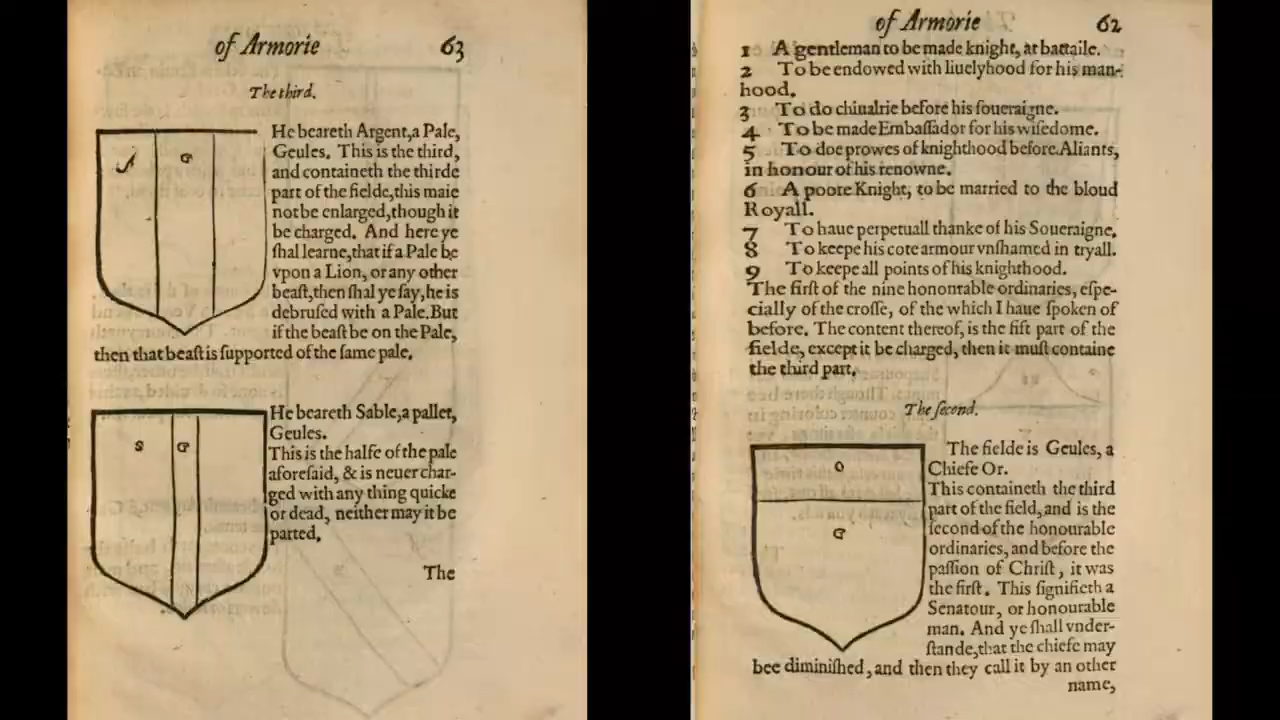 of Armorie 63
The third.
A G
He beareth Argent,a Pale,
Geules. This is the third,
and containeth the thirde
part of the fielde,this maie
not be enlarged,though it
be charged. And here ye
ſhal learne,that if a Pale be
vpon a Lion, or any other
beaſt,then ſhal ye ſay,he is
debruſed with a Pale.But
if the beaſt be on the Pale,
then that beaſt is ſupported of the ſame pale.
S G
He beareth Sable,a pallet,
Geules.
This is the halfe of the pale
aforeſaid, & is neuer char-
ged with any thing quicke
or dead, neither may it be
parted.
The
of Armorie 62
1 A gentleman to be made knight, at battaile.
2 To be endowed with liuelyhood for his man-
hood.
3 To do chiualrie before his ſoueraigne.
4 To be made Embaſſador for his wiſedome.
5 To doe prowes of knighthood before Aliants,
in honour of his renowne.
6 A poore Knight, to be married to the bloud
Royall.
7 To haue perpetuall thanke of his Soueraigne.
8 To keepe his cote armour vnſhamed in tryall.
9 To keepe all points of his knighthood.
The firſt of the nine honorable ordinaries, eſpe-
cially of the croſſe, of the which I haue ſpoken of
before. The content thereof, is the fift part of the
fielde, except it be charged, then it muſt containe
the third part.
The ſecond.
O
G
The fielde is Geules, a
Chiefe Or.
This containeth the third
part of the field,and is the
ſecond of the honourable
ordinaries, and before the
paſſion of Chriſt, it was
the firſt. This ſignifieth a
Senatour, or honourable
man. And ye ſhall vnder-
ſtande,that the chiefe may
bee diminiſhed, and then they call it by an other
name,